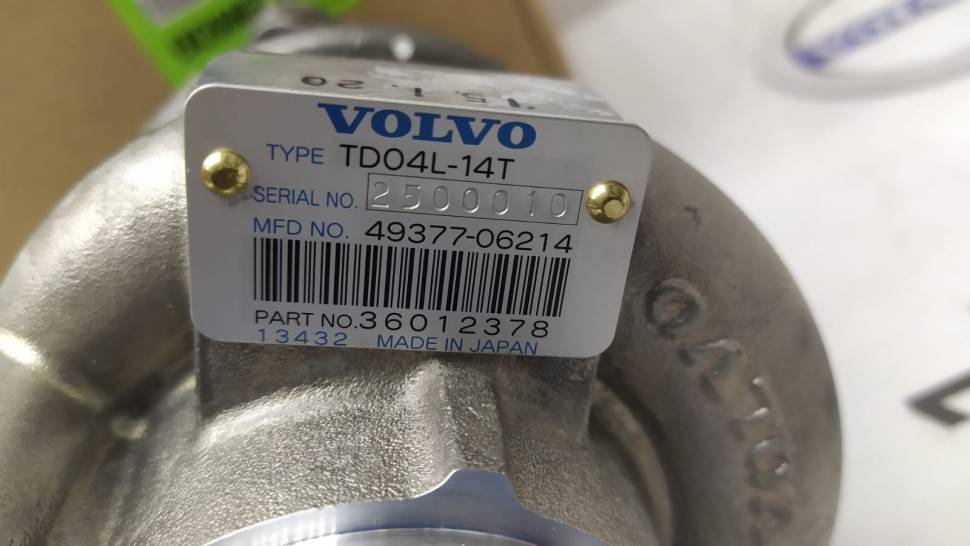 '15.1.20
VOLVO
TYPE TD04L-14T
SERIAL NO. 2500010
MFD NO. 49377-06214
PART NO. 36012378
13432 MADE IN JAPAN
VOLVO